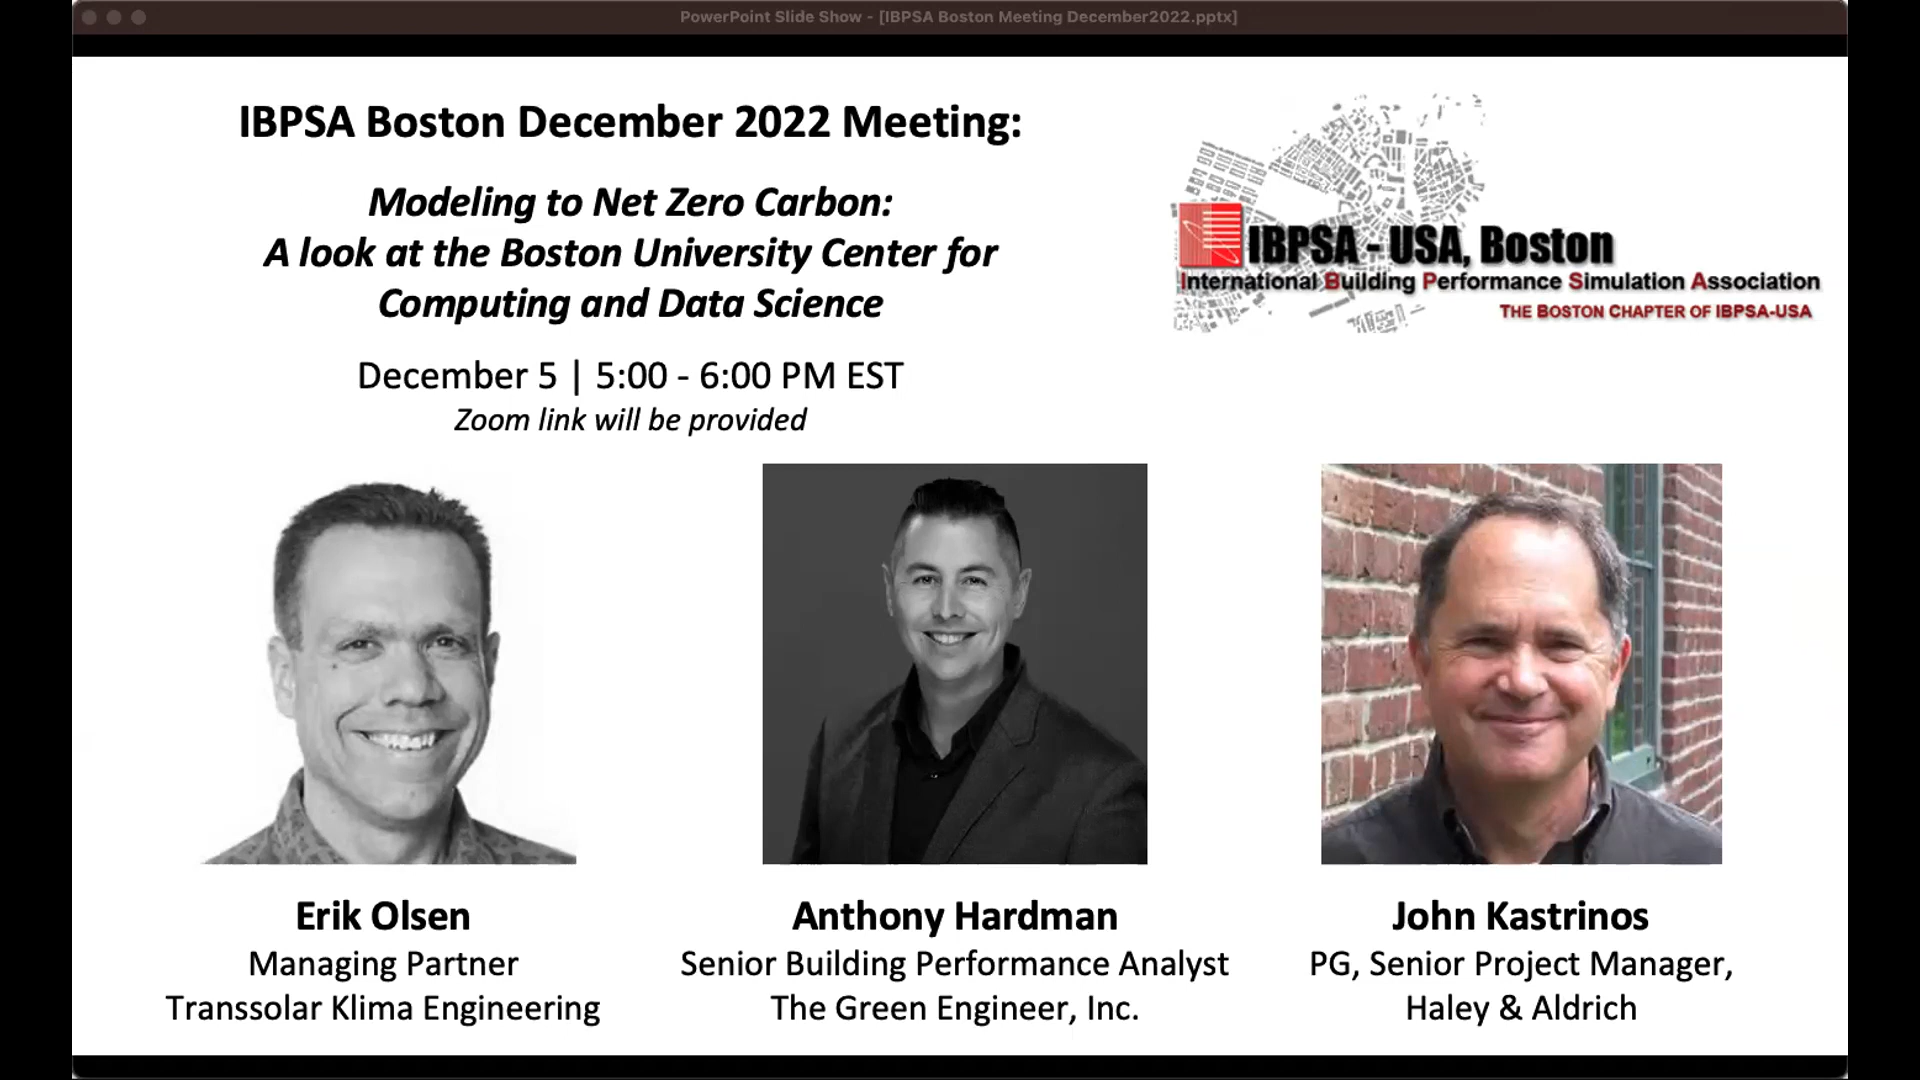 PowerPoint Slide Show - [IBPSA Boston Meeting December2022.pptx]
IBPSA Boston December 2022 Meeting:
Modeling to Net Zero Carbon:
A look at the Boston University Center for
Computing and Data Science
December 5 | 5:00 - 6:00 PM EST
Zoom link will be provided
IBPSA - USA, Boston
International Building Performance Simulation Association
THE BOSTON CHAPTER OF IBPSA-USA
Erik Olsen
Managing Partner
Transsolar Klima Engineering
Anthony Hardman
Senior Building Performance Analyst
The Green Engineer, Inc.
John Kastrinos
PG, Senior Project Manager,
Haley & Aldrich